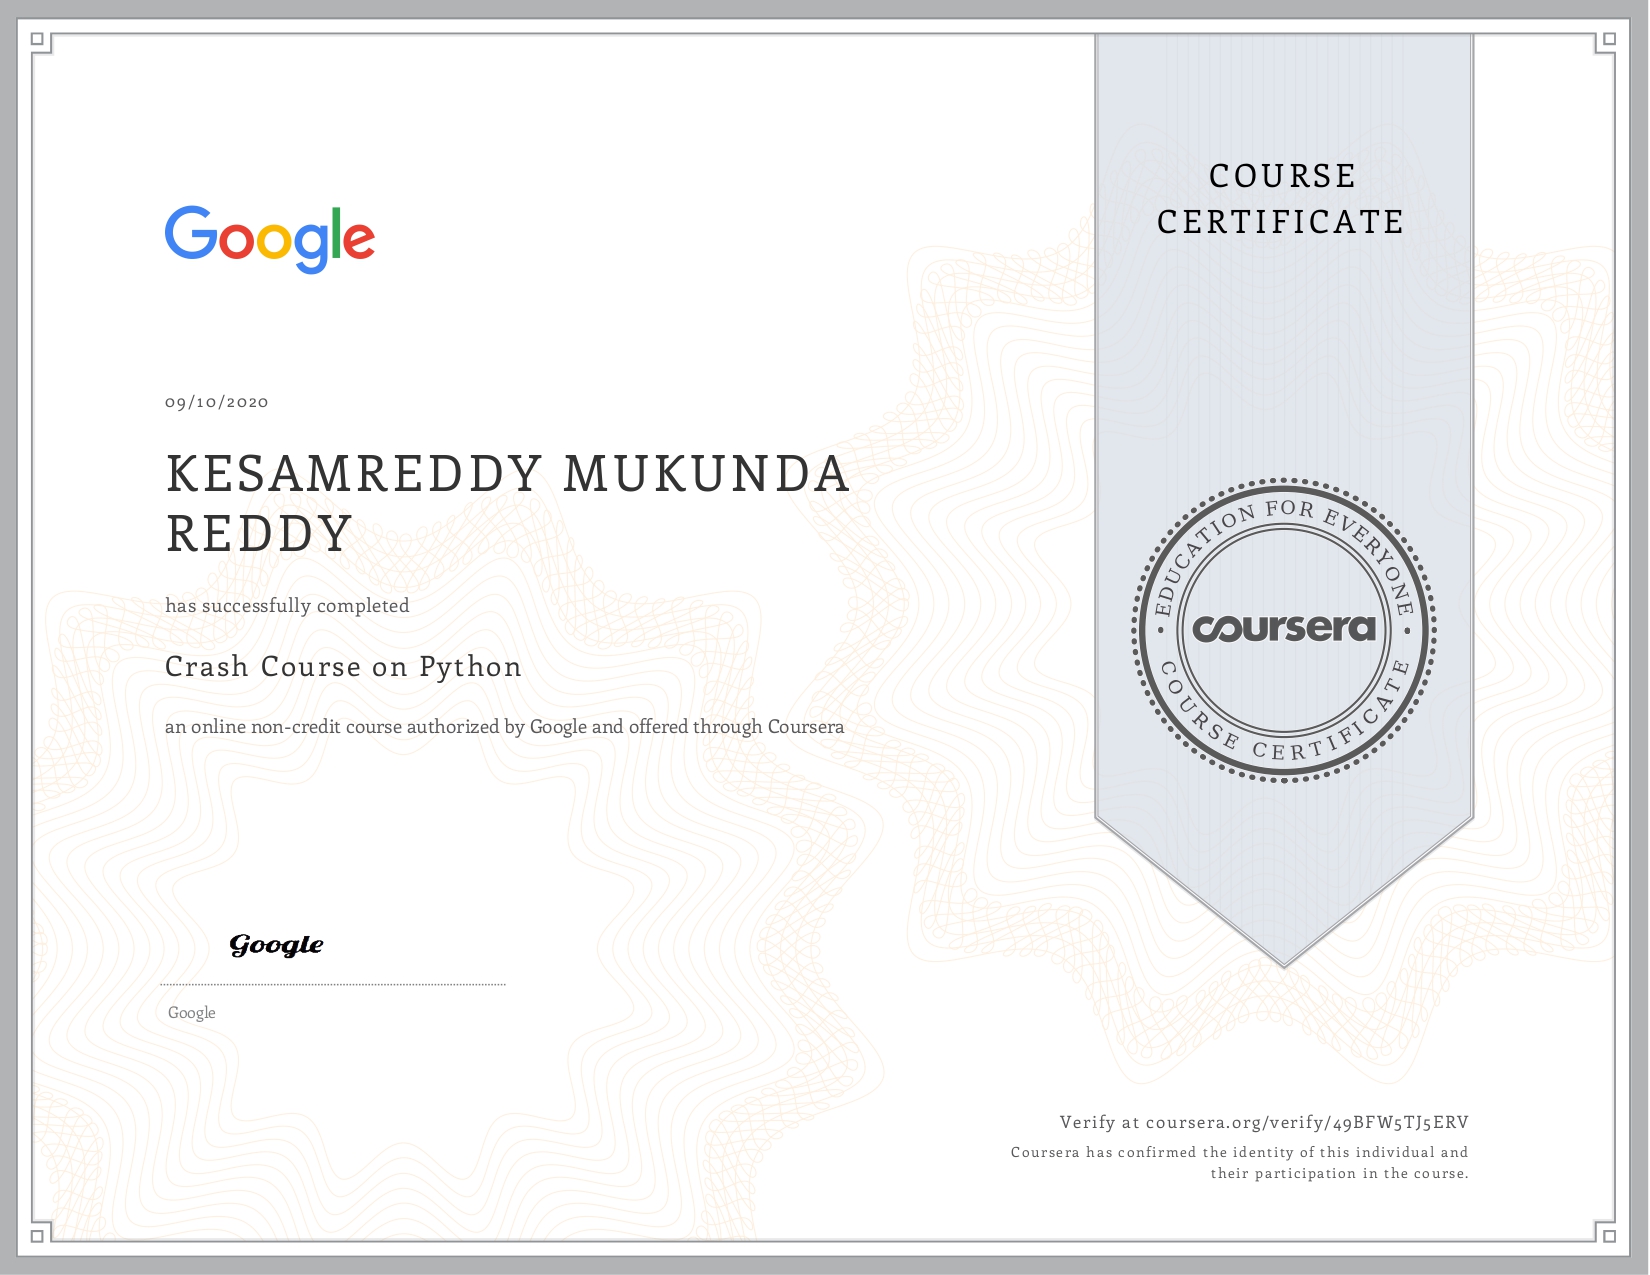 Google
09/10/2020
KESAMREDDY MUKUNDA
REDDY
has successfully completed
Crash Course on Python
an online non-credit course authorized by Google and offered through Coursera
Google
Google
COURSE
CERTIFICATE
EDUCATION FOR EVERYONE
coursera
COURSE CERTIFICATE
Verify at coursera.org/verify/49BFW5TJ5ERV
Coursera has confirmed the identity of this individual and
their participation in the course.